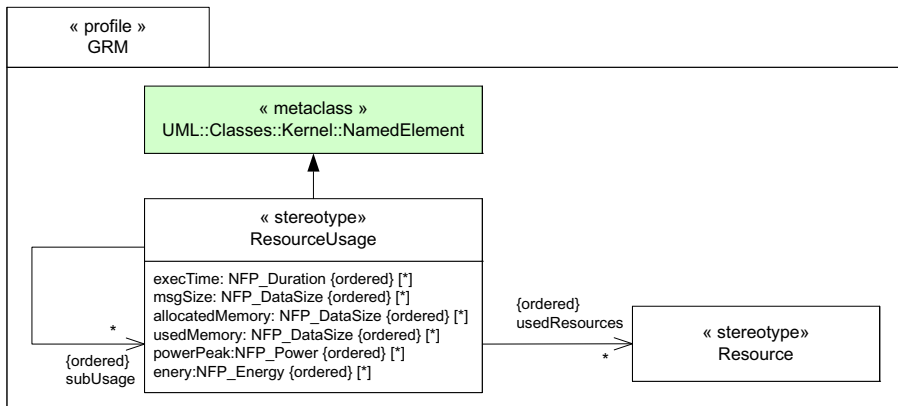 « profile »
GRM
« metaclass »
UML::Classes::Kernel::NamedElement
« stereotype»
ResourceUsage
execTime: NFP_Duration {ordered} [*]
msgSize: NFP_DataSize {ordered} [*]
allocatedMemory: NFP_DataSize {ordered} [*]
usedMemory: NFP_DataSize {ordered} [*]
powerPeak:NFP_Power {ordered} [*]
enery:NFP_Energy {ordered} [*]
*
{ordered}
subUsage
{ordered}
usedResources
*
« stereotype»
Resource